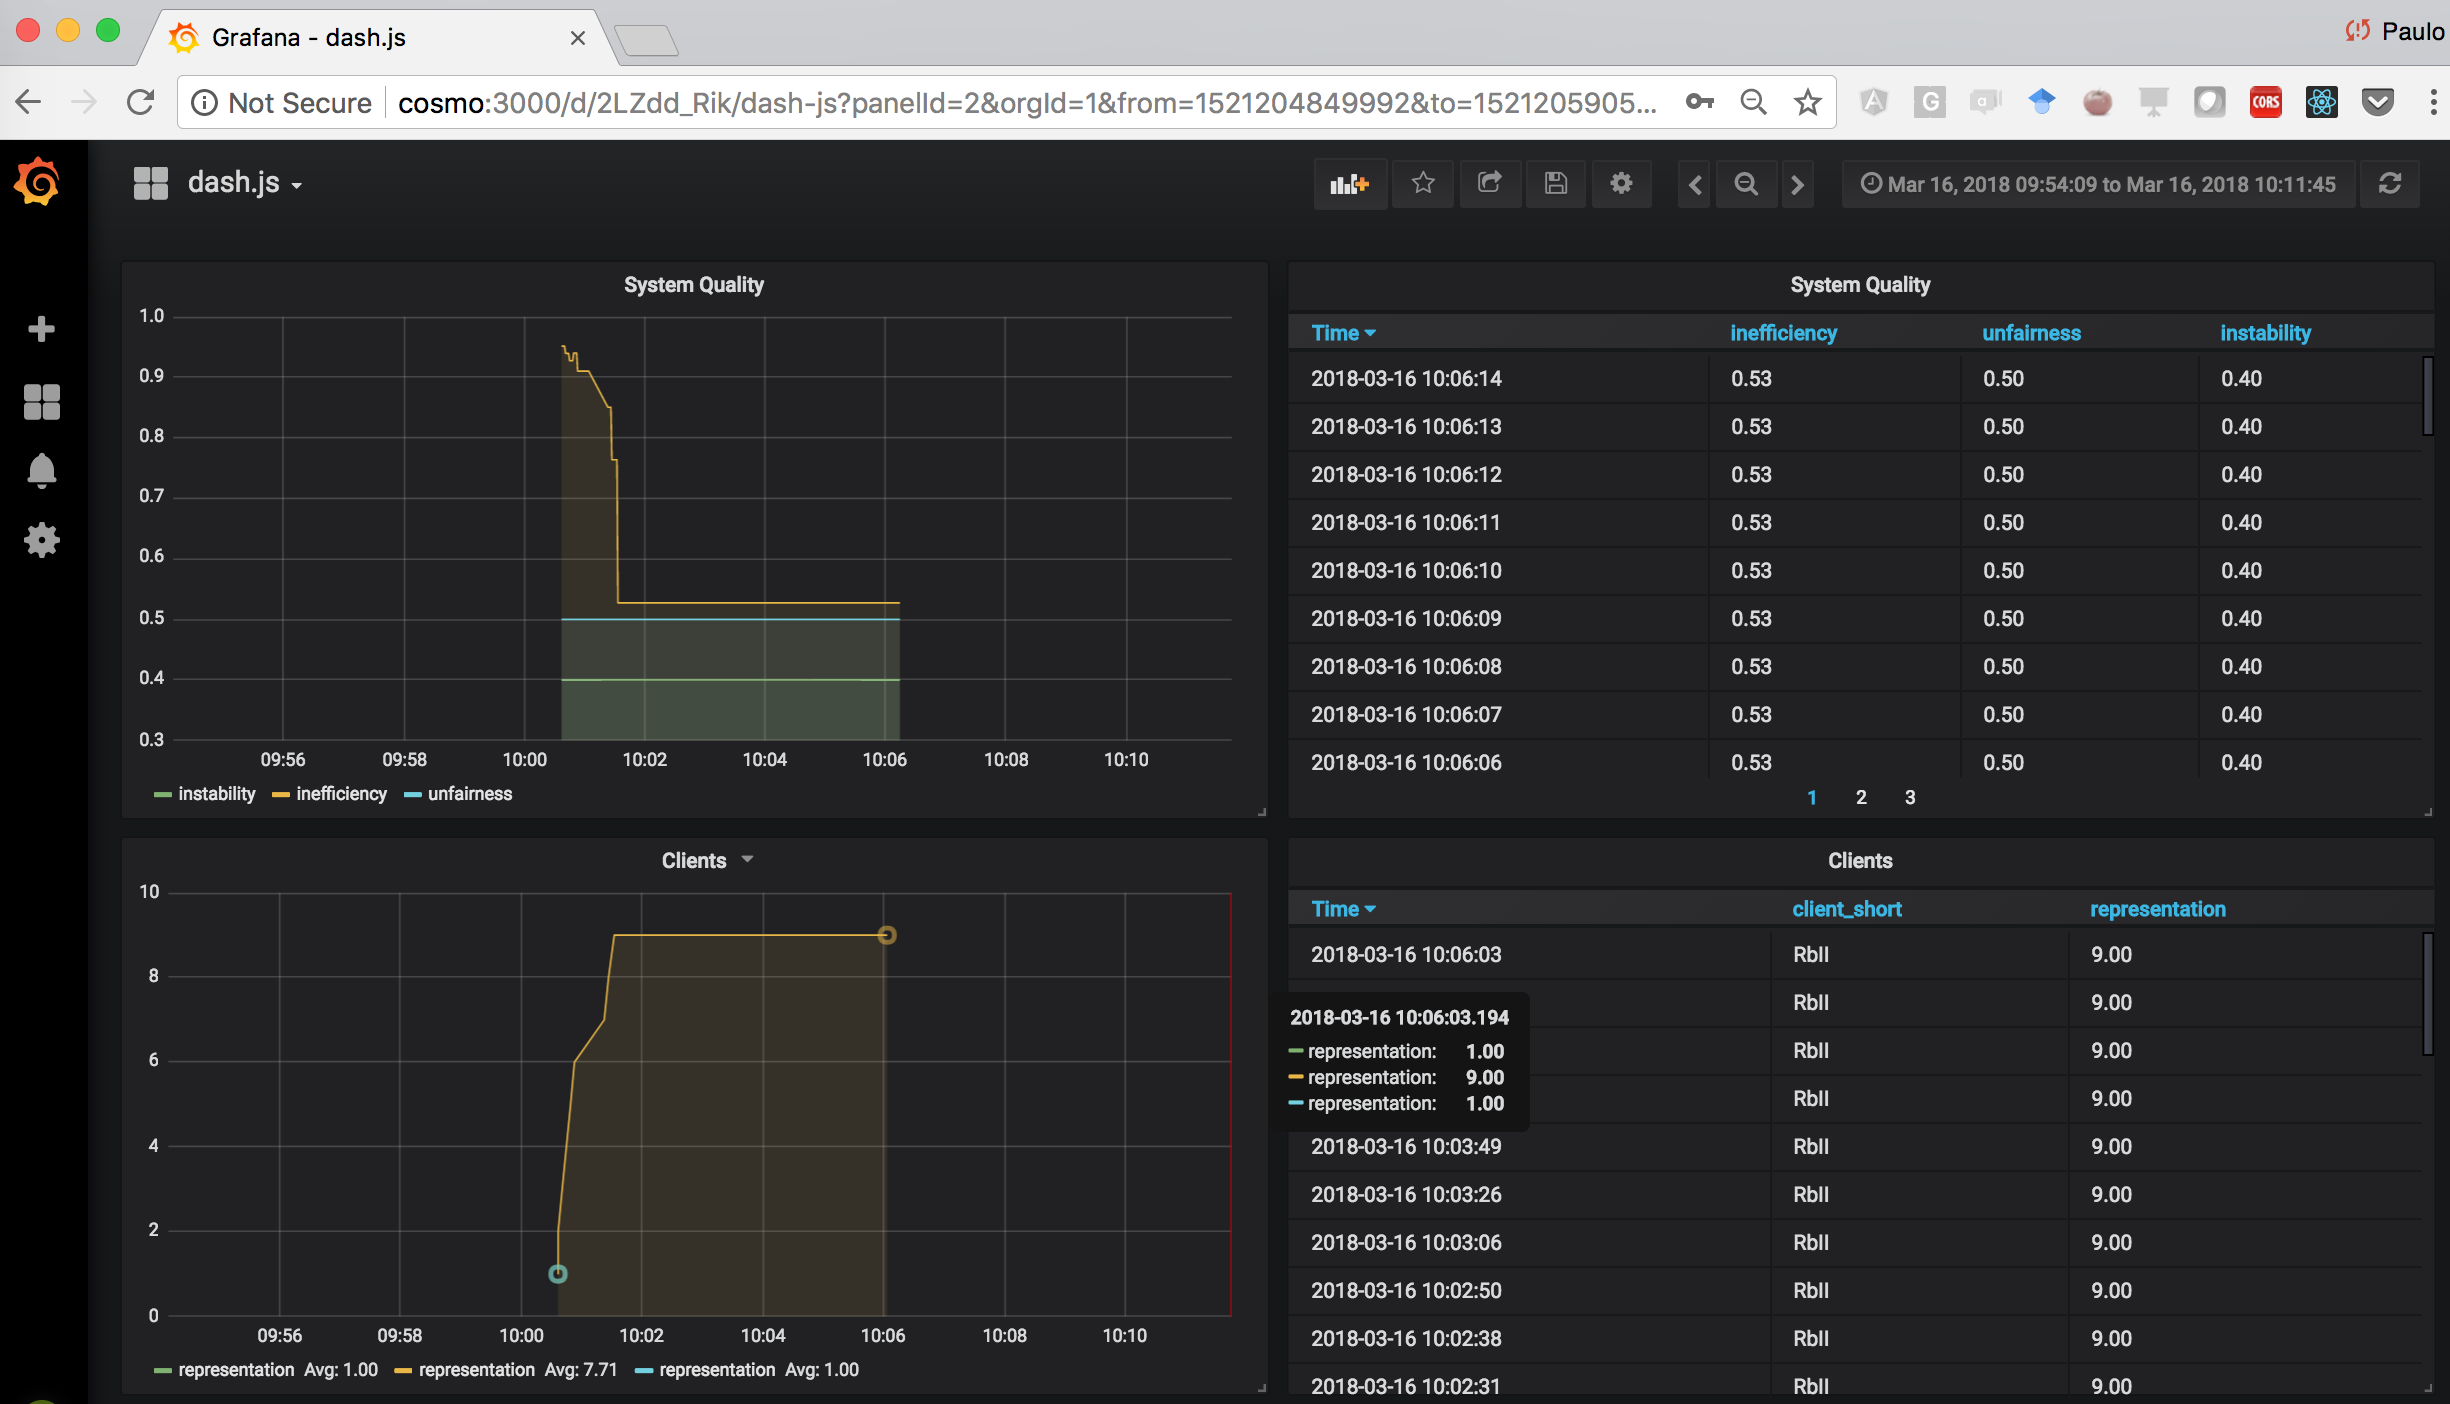 Grafana - dash.js
Paulo
Not Secure cosmo:3000/d/2LZdd_Rik/dash-js?panelId=2&orgId=1&from=1521204849992&to=1521205905...
A G a CORS
dash.js
Mar 16, 2018 09:54:09 to Mar 16, 2018 10:11:45
System Quality
1.0
0.9
0.8
0.7
0.6
0.5
0.4
0.3
09:56 09:58 10:00 10:02 10:04 10:06 10:08 10:10
instability inefficiency unfairness
System Quality
Time inefficiency unfairness instability
2018-03-16 10:06:14 0.53 0.50 0.40
2018-03-16 10:06:13 0.53 0.50 0.40
2018-03-16 10:06:12 0.53 0.50 0.40
2018-03-16 10:06:11 0.53 0.50 0.40
2018-03-16 10:06:10 0.53 0.50 0.40
2018-03-16 10:06:09 0.53 0.50 0.40
2018-03-16 10:06:08 0.53 0.50 0.40
2018-03-16 10:06:07 0.53 0.50 0.40
2018-03-16 10:06:06 0.53 0.50 0.40
1 2 3
Clients
10
8
6
4
2
0
09:56 09:58 10:00 10:02 10:04 10:06 10:08 10:10
representation Avg: 1.00 representation Avg: 7.71 representation Avg: 1.00
Clients
Time client_short representation
2018-03-16 10:06:03 RbII 9.00
RbII 9.00
RbII 9.00
RbII 9.00
2018-03-16 10:03:49 RbII 9.00
2018-03-16 10:03:26 RbII 9.00
2018-03-16 10:03:06 RbII 9.00
2018-03-16 10:02:50 RbII 9.00
2018-03-16 10:02:38 RbII 9.00
2018-03-16 10:02:31 RbII 9.00
2018-03-16 10:06:03.194
representation: 1.00
representation: 9.00
representation: 1.00